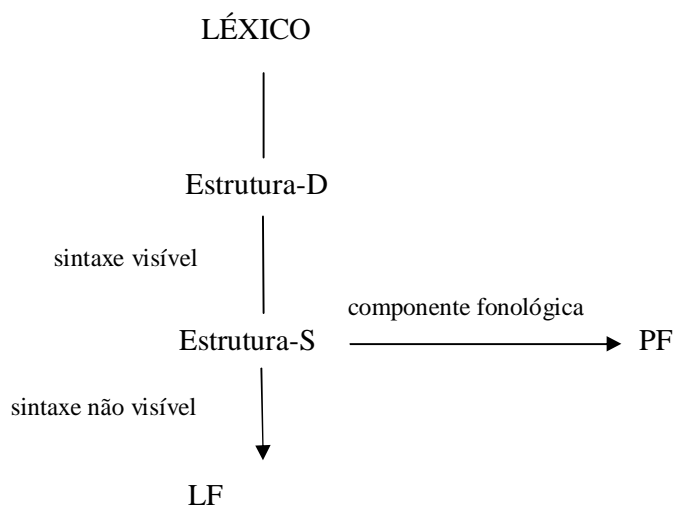 LÉXICO
Estrutura-D
sintaxe visível
componente fonológica
Estrutura-S
PF
sintaxe não visível
LF